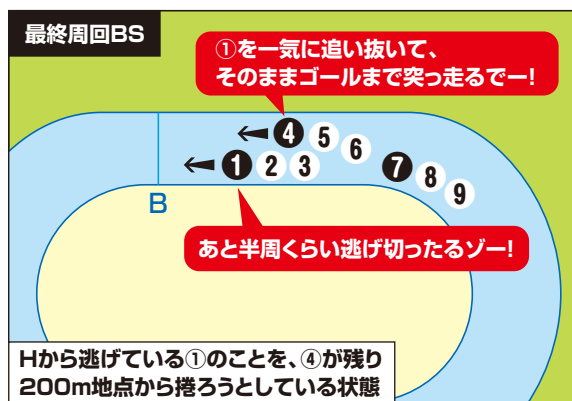 最終周回BS
①を一気に追い抜いて、
そのままゴールまで突っ走るでー!
← ❹ 5 6
← ❶ 2 3
❼ 8 9
B
あと半周くらい逃げ切ったるゾー!
Hから逃げている①のことを、④が残り
200m地点から捲ろうとしている状態